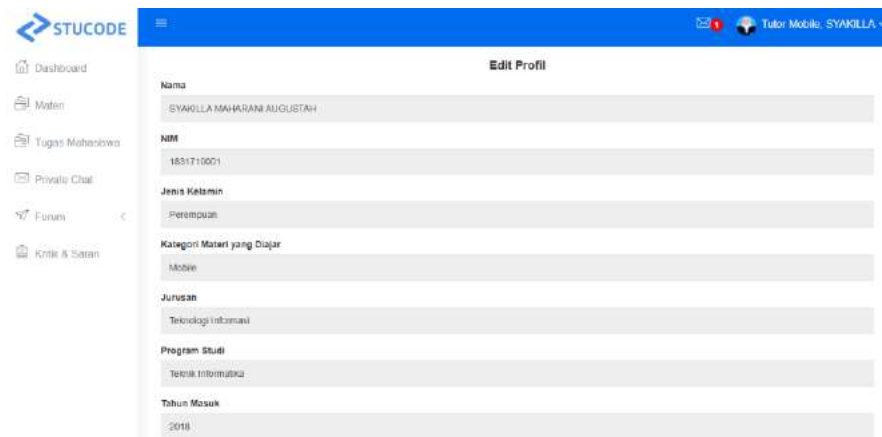 STUCODE
1
Tutor Mobile, SYAKILLA
Dashboard
Materi
Tugas Mahasiswa
Private Chat
Forum
Kritik & Saran
Edit Profil
Nama
SYAKILLA MAHARANI AUGUSTAH
NIM
1831710001
Jenis Kelamin
Perempuan
Kategori Materi yang Diajar
Mobile
Jurusan
Teknologi Informasi
Program Studi
Teknik Informatika
Tahun Masuk
2018